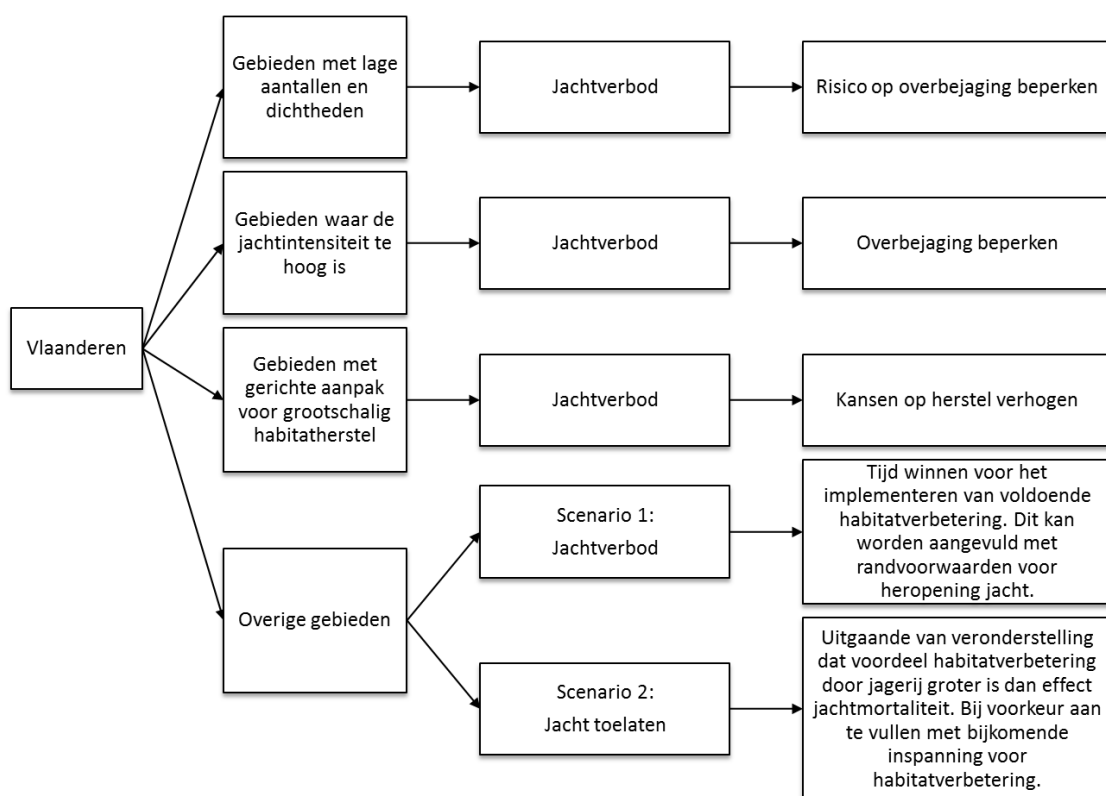 Vlaanderen
Gebieden met lage
aantallen en
dichtheden
Jachtverbod
Risico op overbejaging beperken
Gebieden waar de
jachtintensiteit te
hoog is
Jachtverbod
Overbejaging beperken
Gebieden met
gerichte aanpak
voor grootschalig
habitatherstel
Jachtverbod
Kansen op herstel verhogen
Overige gebieden
Scenario 1:
Jachtverbod
Tijd winnen voor het
implementeren van voldoende
habitatverbetering. Dit kan
worden aangevuld met
randvoorwaarden voor
heropening jacht.
Scenario 2:
Jacht toelaten
Uitgaande van veronderstelling
dat voordeel habitatverbetering
door jagerij groter is dan effect
jachtmortaliteit. Bij voorkeur aan
te vullen met bijkomende
inspanning voor
habitatverbetering.